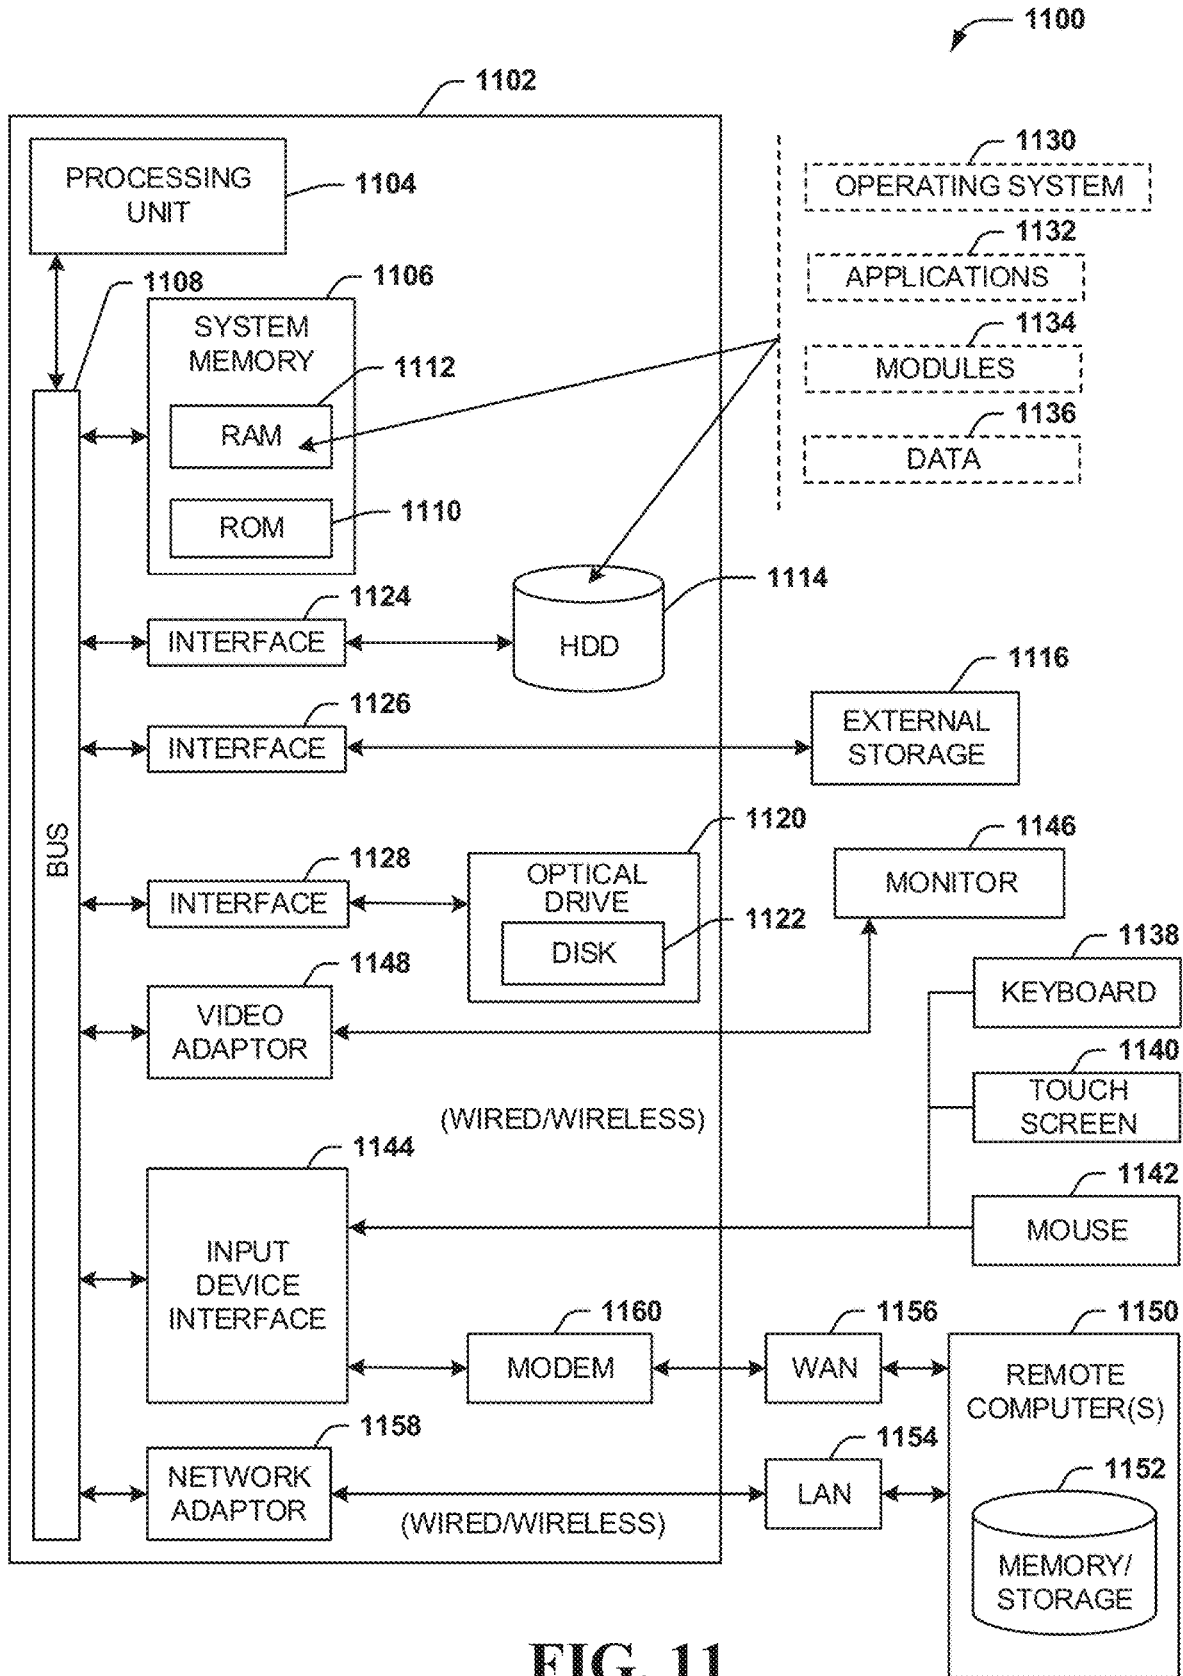 1100
1102
PROCESSING
UNIT
1104
1130
OPERATING SYSTEM
1132
APPLICATIONS
1134
MODULES
1136
DATA
1108
1106
SYSTEM
MEMORY
1112
RAM
ROM
1110
1124
INTERFACE
1114
HDD
1126
INTERFACE
1116
EXTERNAL
STORAGE
BUS
1128
INTERFACE
1120
OPTICAL
DRIVE
1122
DISK
1146
MONITOR
1148
VIDEO
ADAPTOR
1138
KEYBOARD
1140
TOUCH
SCREEN
(WIRED/WIRELESS)
1144
INPUT
DEVICE
INTERFACE
1142
MOUSE
1160
MODEM
1156
WAN
1150
REMOTE
COMPUTER(S)
1158
NETWORK
ADAPTOR
(WIRED/WIRELESS)
1154
LAN
1152
MEMORY/
STORAGE
FIG. 11